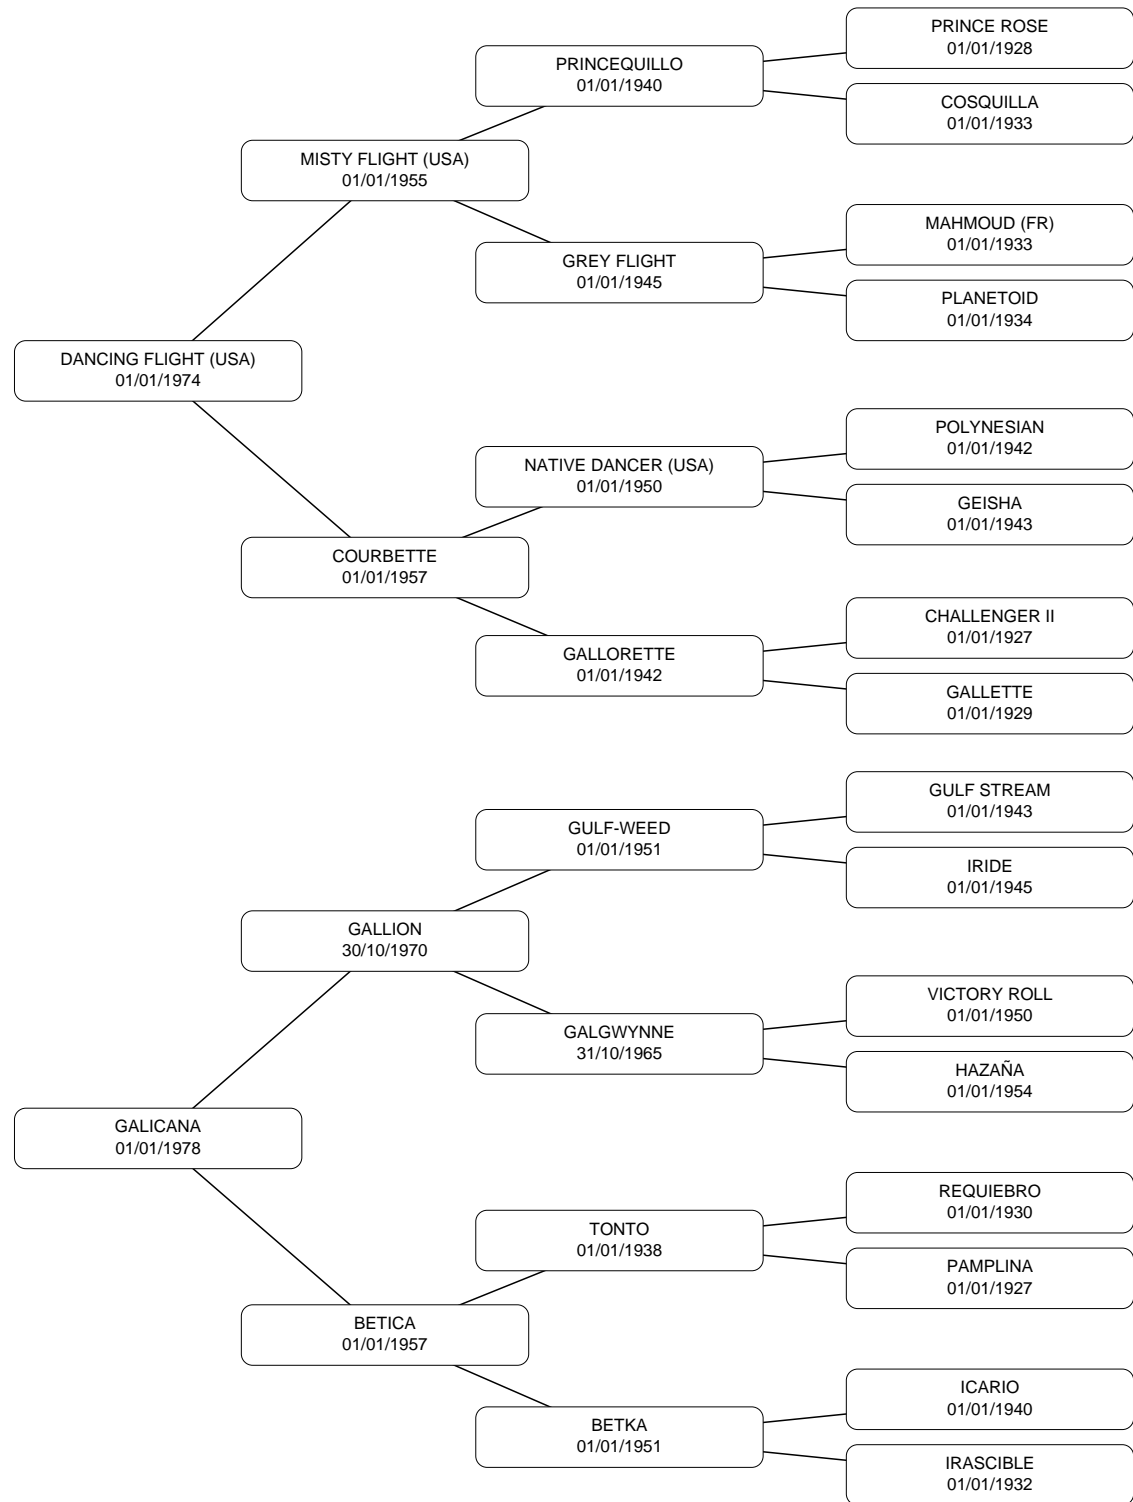 PRINCE ROSE
01/01/1928
PRINCEQUILLO
01/01/1940
COSQUILLA
01/01/1933
MISTY FLIGHT (USA)
01/01/1955
MAHMOUD (FR)
01/01/1933
GREY FLIGHT
01/01/1945
PLANETOID
01/01/1934
DANCING FLIGHT (USA)
01/01/1974
POLYNESIAN
01/01/1942
NATIVE DANCER (USA)
01/01/1950
GEISHA
01/01/1943
COURBETTE
01/01/1957
CHALLENGER II
01/01/1927
GALLORETTE
01/01/1942
GALLETTE
01/01/1929
GULF STREAM
01/01/1943
GULF-WEED
01/01/1951
IRIDE
01/01/1945
GALLION
30/10/1970
VICTORY ROLL
01/01/1950
GALGWYNNE
31/10/1965
HAZAÑA
01/01/1954
GALICANA
01/01/1978
REQUIEBRO
01/01/1930
TONTO
01/01/1938
PAMPLINA
01/01/1927
BETICA
01/01/1957
ICARIO
01/01/1940
BETKA
01/01/1951
IRASCIBLE
01/01/1932